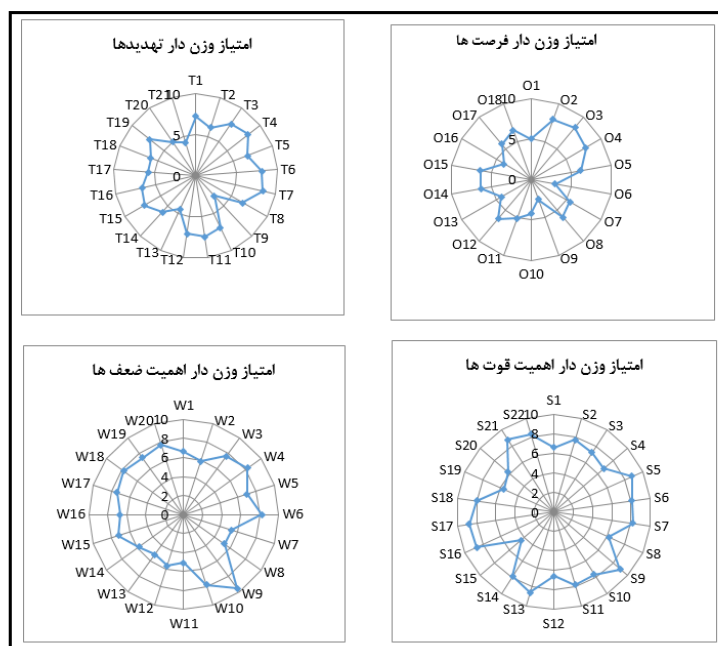 امتیاز وزن دار فرصت ها
O1
O2
O3
O4
O5
O6
O7
O8
O9
O10
O11
O12
O13
O14
O15
O16
O17
O18
10
5
0
امتیاز وزن دار تهدیدها
T1
T2
T3
T4
T5
T6
T7
T8
T9
T10
T11
T12
T13
T14
T15
T16
T17
T18
T19
T20
T21
10
5
0
امتیاز وزن دار اهمیت قوت ها
S1
S2
S3
S4
S5
S6
S7
S8
S9
S10
S11
S12
S13
S14
S15
S16
S17
S18
S19
S20
S21
S22
10
8
6
4
2
0
امتیاز وزن دار اهمیت ضعف ها
W1
W2
W3
W4
W5
W6
W7
W8
W9
W10
W11
W12
W13
W14
W15
W16
W17
W18
W19
W20
10
8
6
4
2
0